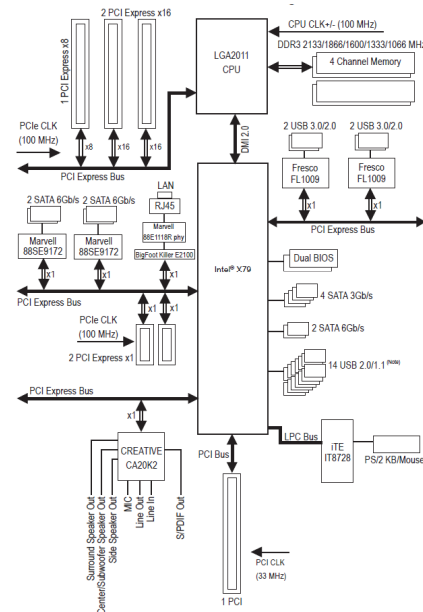 2 PCI Express x16
1 PCI Express x8
LGA2011
CPU
CPU CLK+/- (100 MHz)
DDR3 2133/1866/1600/1333/1066 MHz
4 Channel Memory
PCIe CLK
(100 MHz)
x8
x16
x16
PCI Express Bus
DMI 2.0
2 USB 3.0/2.0
2 USB 3.0/2.0
Fresco
FL1009
Fresco
FL1009
x1
x1
PCI Express Bus
LAN
RJ45
2 SATA 6Gb/s
2 SATA 6Gb/s
Marvell
88E1118R phy
Marvell
88SE9172
Marvell
88SE9172
BigFoot Killer E2100
x1
x1
x1
PCI Express Bus
Intel® X79
Dual BIOS
4 SATA 3Gb/s
2 SATA 6Gb/s
14 USB 2.0/1.1 (Note)
x1
x1
PCIe CLK
(100 MHz)
2 PCI Express x1
PCI Express Bus
x1
CREATIVE
CA20K2
LPC Bus
iTE
IT8728
PS/2 KB/Mouse
PCI Bus
Surround Speaker Out
Center/Subwoofer Speaker Out
Side Speaker Out
MIC
Line Out
Line In
S/PDIF Out
PCI CLK
(33 MHz)
1 PCI